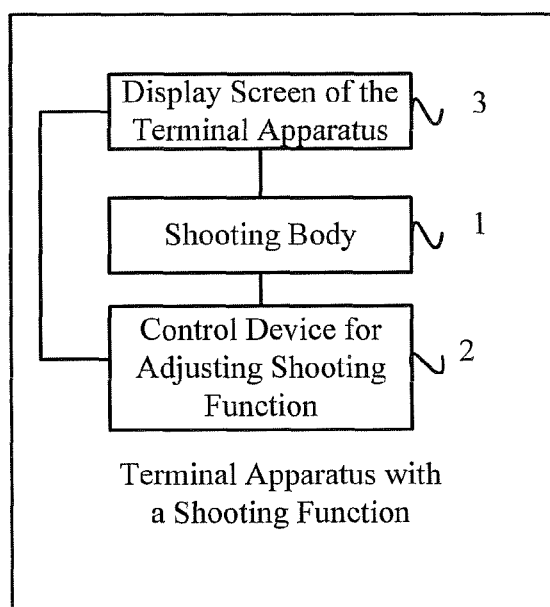 Display Screen of the
Terminal Apparatus
3
Shooting Body
1
Control Device for
Adjusting Shooting
Function
2
Terminal Apparatus with
a Shooting Function